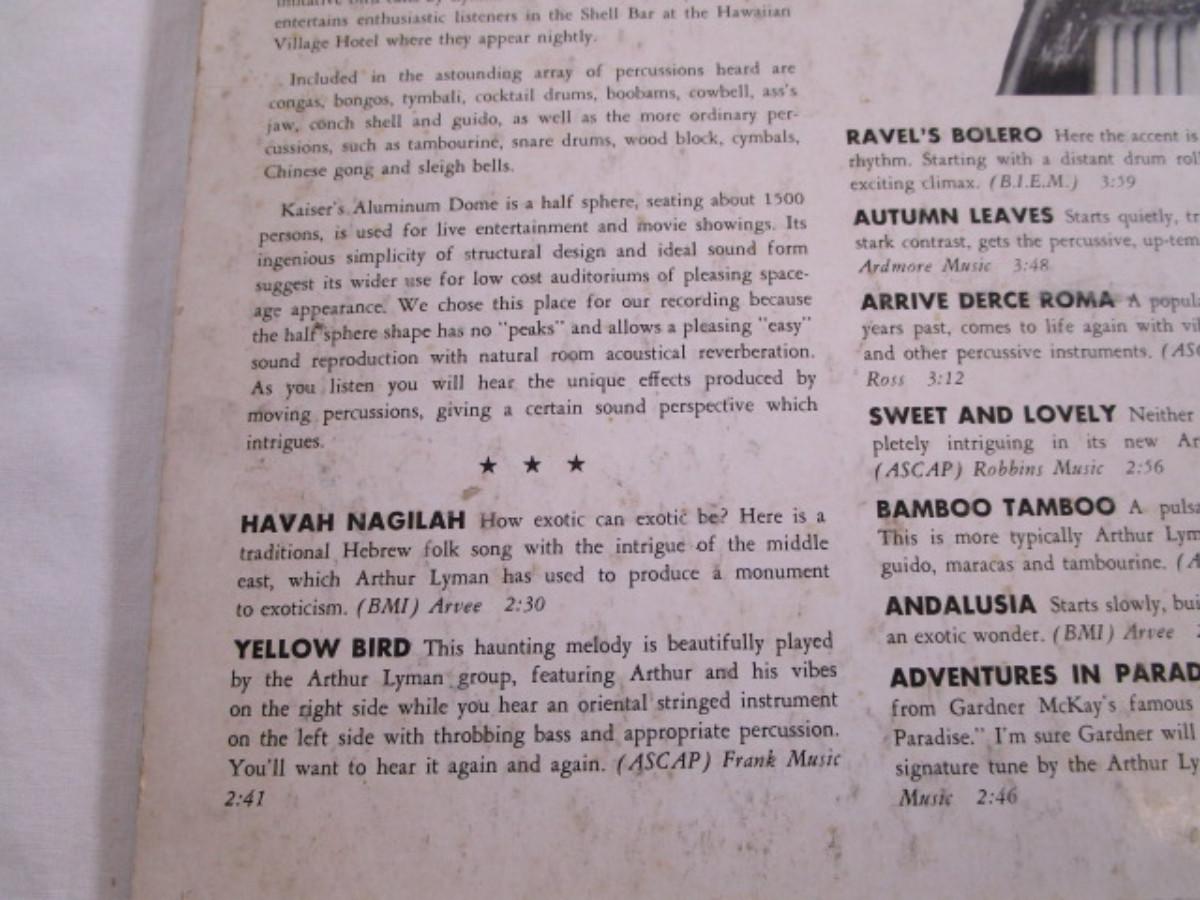 entertains enthusiastic listeners in the Shell Bar at the Hawaiian
Village Hotel where they appear nightly.
Included in the astounding array of percussions heard are
congas, bongos, tymbali, cocktail drums, boobams, cowbell, ass's
jaw, conch shell and guido, as well as the more ordinary per-
cussions, such as tambourine, snare drums, wood block, cymbals,
Chinese gong and sleigh bells.
Kaiser's Aluminum Dome is a half sphere, seating about 1500
persons, is used for live entertainment and movie showings. Its
ingenious simplicity of structural design and ideal sound form
suggest its wider use for low cost auditoriums of pleasing space-
age appearance. We chose this place for our recording because
the half sphere shape has no "peaks" and allows a pleasing "easy"
sound reproduction with natural room acoustical reverberation.
As you listen you will hear the unique effects produced by
moving percussions, giving a certain sound perspective which
intrigues.
★ ★ ★
HAVAH NAGILAH How exotic can exotic be? Here is a
traditional Hebrew folk song with the intrigue of the middle
east, which Arthur Lyman has used to produce a monument
to exoticism. (BMI) Arvee 2:30
YELLOW BIRD This haunting melody is beautifully played
by the Arthur Lyman group, featuring Arthur and his vibes
on the right side while you hear an oriental stringed instrument
on the left side with throbbing bass and appropriate percussion.
You'll want to hear it again and again. (ASCAP) Frank Music
2:41
RAVEL'S BOLERO Here the accent is
rhythm. Starting with a distant drum rol
exciting climax. (B.I.E.M.) 3:59
AUTUMN LEAVES Starts quietly, tr
stark contrast, gets the percussive, up-tem
Ardmore Music 3:48
ARRIVE DERCE ROMA A popul
years past, comes to life again with vi
and other percussive instruments. (AS
Ross 3:12
SWEET AND LOVELY Neither
pletely intriguing in its new Ar
(ASCAP) Robbins Music 2:56
BAMBOO TAMBOO A puls
This is more typically Arthur Lym
guido, maracas and tambourine. (A
ANDALUSIA Starts slowly, bui
an exotic wonder. (BMI) Arvee
ADVENTURES IN PARAD
from Gardner McKay's famous
Paradise." I'm sure Gardner will
signature tune by the Arthur Ly
Music 2:46